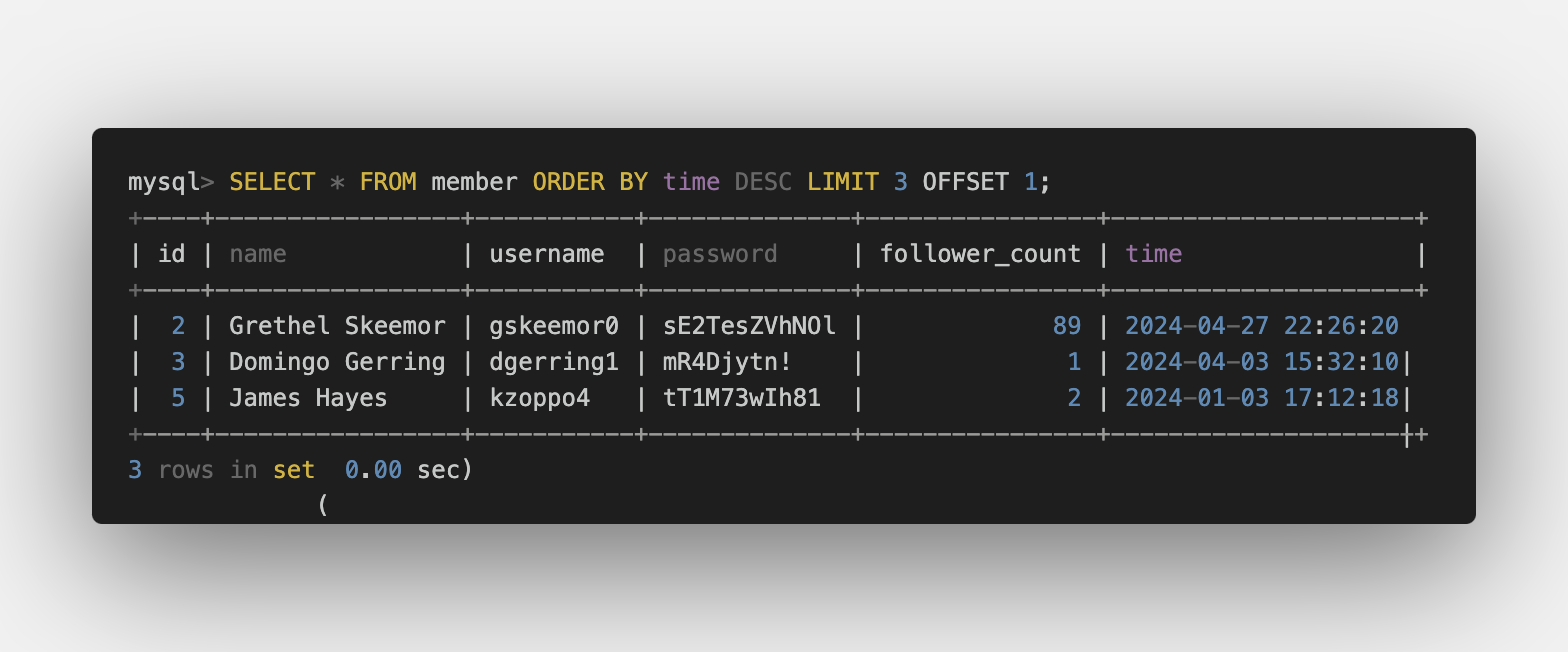 mysql> SELECT * FROM member ORDER BY time DESC LIMIT 3 OFFSET 1;
+----+-----------------+-----------+--------------+----------------+---------------------+
| id | name            | username  | password     | follower_count | time                |
+----+-----------------+-----------+--------------+----------------+---------------------+
|  2 | Grethel Skeemor | gskeemor0 | sE2TesZVhNOl |             89 | 2024-04-27 22:26:20
|  3 | Domingo Gerring | dgerring1 | mR4Djytn!    |              1 | 2024-04-03 15:32:10|
|  5 | James Hayes     | kzoppo4   | tT1M73wIh81  |              2 | 2024-01-03 17:12:18|
+----+-----------------+-----------+--------------+----------------+--------------------|+
3 rows in set  0.00 sec)
(